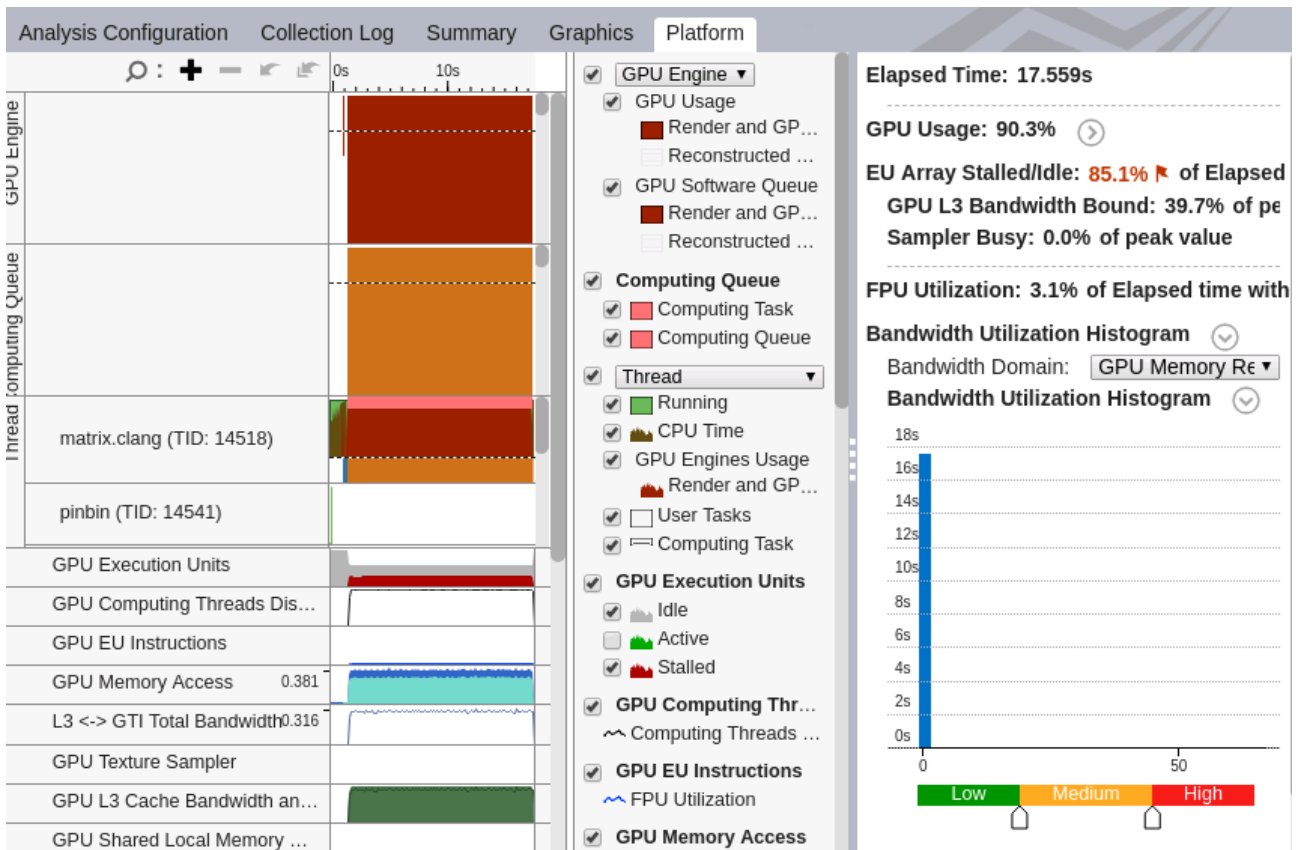 Analysis Configuration Collection Log Summary Graphics Platform
0s 10s
GPU Engine
Computing Queue
Thread
matrix.clang (TID: 14518)
pinbin (TID: 14541)
GPU Execution Units
GPU Computing Threads Dis...
GPU EU Instructions
GPU Memory Access 0.381
L3 <-> GTI Total Bandwidth 0.316
GPU Texture Sampler
GPU L3 Cache Bandwidth an...
GPU Shared Local Memory ...
GPU Engine
GPU Usage
Render and GP...
Reconstructed ...
GPU Software Queue
Render and GP...
Reconstructed ...
Computing Queue
Computing Task
Computing Queue
Thread
Running
CPU Time
GPU Engines Usage
Render and GP...
User Tasks
Computing Task
GPU Execution Units
Idle
Active
Stalled
GPU Computing Thr...
Computing Threads ...
GPU EU Instructions
FPU Utilization
GPU Memory Access
Elapsed Time: 17.559s
GPU Usage: 90.3%
EU Array Stalled/Idle: 85.1% of Elapsed
GPU L3 Bandwidth Bound: 39.7% of pe
Sampler Busy: 0.0% of peak value
FPU Utilization: 3.1% of Elapsed time with
Bandwidth Utilization Histogram
Bandwidth Domain: GPU Memory Re
Bandwidth Utilization Histogram
18s
16s
14s
12s
10s
8s
6s
4s
2s
0s
0 50
Low Medium High